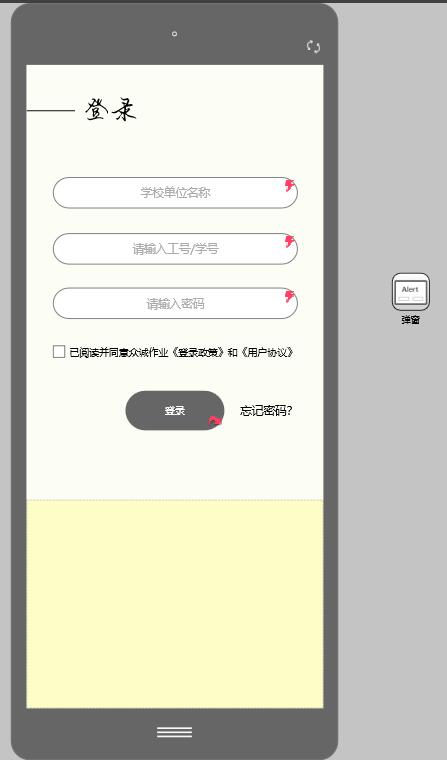 登录
学校单位名称
请输入工号/学号
请输入密码
已阅读并同意众诚作业《登录政策》和《用户协议》
登录
忘记密码?
Alert
弹窗